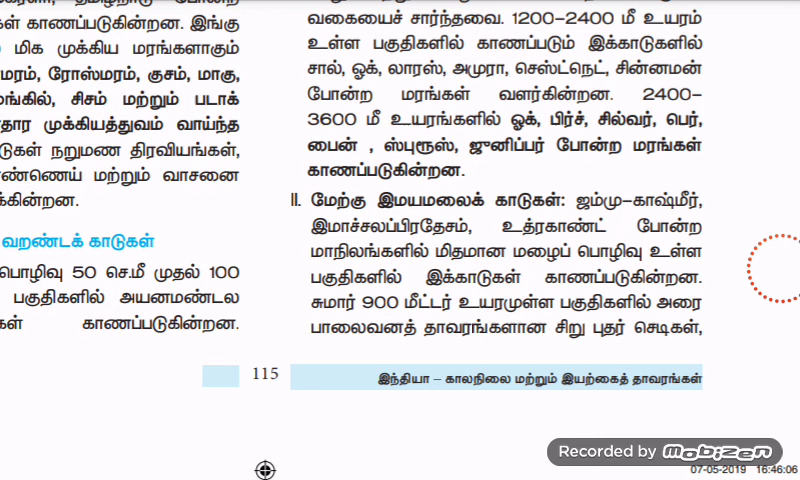 காணப்படுகின்றன. இங்கு
மிக முக்கிய மரங்களாகும்
மரம், ரோஸ்மரம், குசம், மாகு,
சிசம் மற்றும் படாக்
முக்கியத்துவம் வாய்ந்த
நறுமண திரவியங்கள்,
மற்றும் வாசனை
வறண்டக் காடுகள்
பொழிவு 50 செ.மீ முதல் 100
பகுதிகளில் அயனமண்டல
காணப்படுகின்றன.
வகையைச் சார்ந்தவை. 1200–2400 மீ உயரம்
உள்ள பகுதிகளில் காணப்படும் இக்காடுகளில்
சால், ஓக், லாரஸ், அமுரா, செஸ்ட்நெட், சின்னமன்
போன்ற மரங்கள் வளர்கின்றன. 2400–
3600 மீ உயரங்களில் ஓக், பிர்ச், சில்வர், பெர்,
பைன் , ஸ்புரூஸ், ஜுனிப்பர் போன்ற மரங்கள்
காணப்படுகின்றன.
II. மேற்கு இமயமலைக் காடுகள்: ஜம்மு-காஷ்மீர்,
இமாச்சலப்பிரதேசம், உத்ரகாண்ட் போன்ற
மாநிலங்களில் மிதமான மழைப் பொழிவு உள்ள
பகுதிகளில் இக்காடுகள் காணப்படுகின்றன.
சுமார் 900 மீட்டர் உயரமுள்ள பகுதிகளில் அரை
பாலைவனத் தாவரங்களான சிறு புதர் செடிகள்,
115 இந்தியா – காலநிலை மற்றும் இயற்கைத் தாவரங்கள்
Recorded by mobizen
07-05-2019 16:46:06